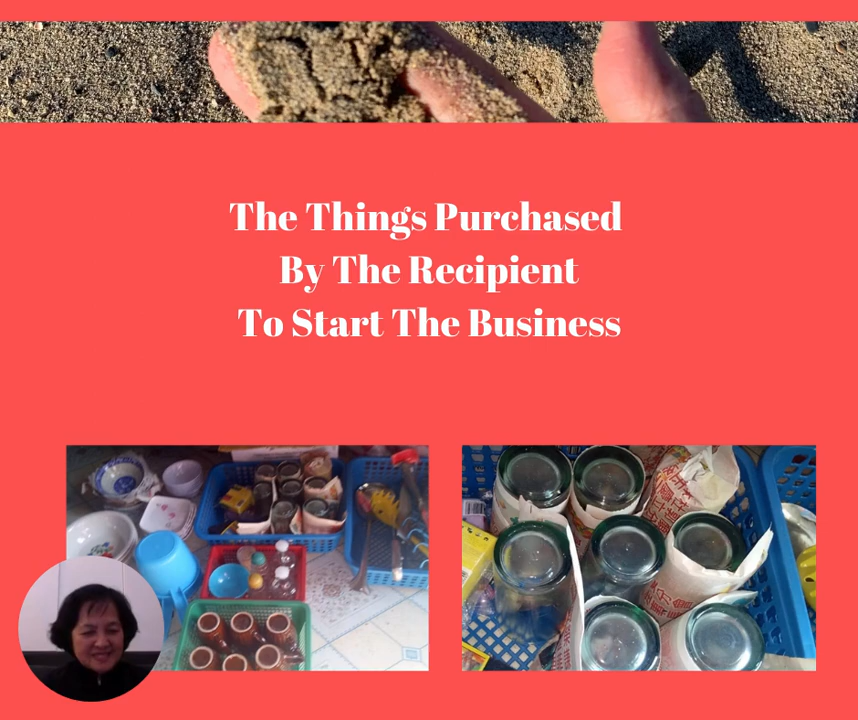 The Things Purchased
By The Recipient
To Start The Business